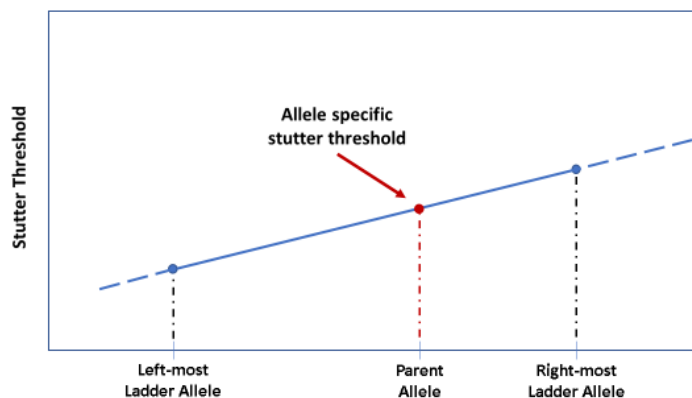 Allele specific
stutter threshold
Stutter Threshold
Left-most
Ladder Allele
Parent
Allele
Right-most
Ladder Allele